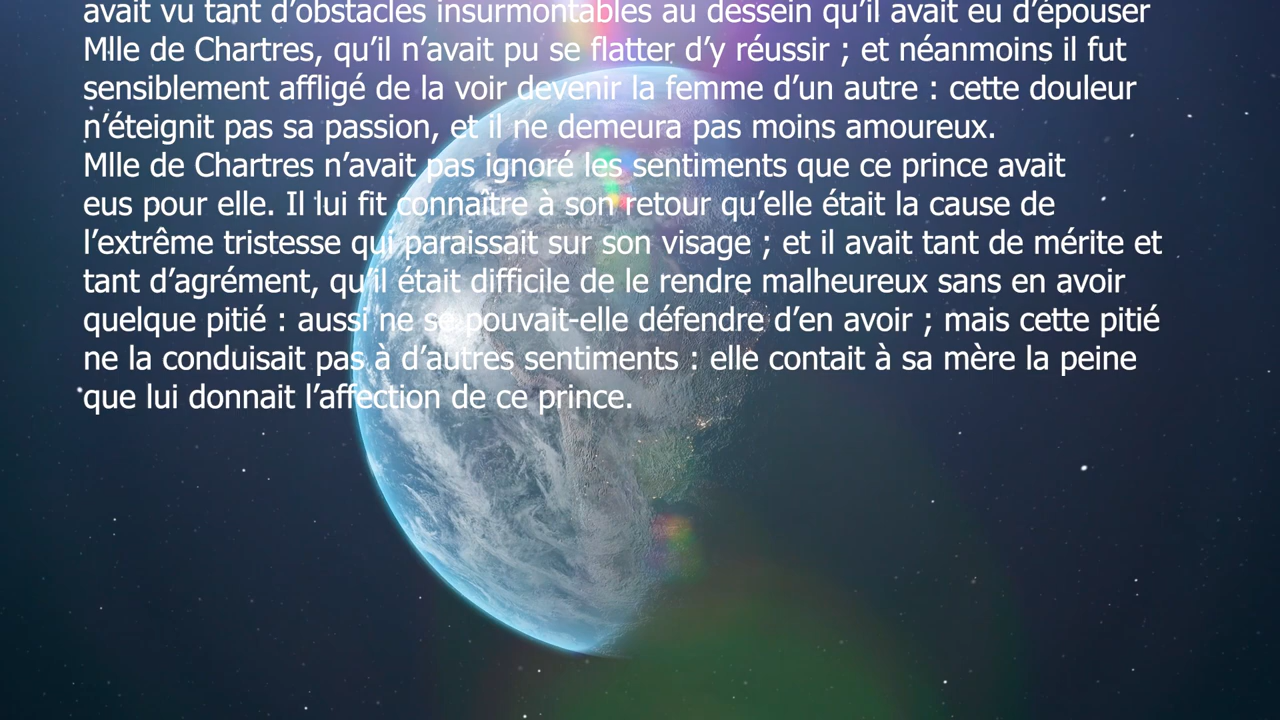 avait vu tant d’obstacles insurmontables au dessein qu’il avait eu d’épouser
Mlle de Chartres, qu’il n’avait pu se flatter d’y réussir ; et néanmoins il fut
sensiblement affligé de la voir devenir la femme d’un autre : cette douleur
n’éteignit pas sa passion, et il ne demeura pas moins amoureux.
Mlle de Chartres n’avait pas ignoré les sentiments que ce prince avait
eus pour elle. Il lui fit connaître à son retour qu’elle était la cause de
l’extrême tristesse qui paraissait sur son visage ; et il avait tant de mérite et
tant d’agrément, qu’il était difficile de le rendre malheureux sans en avoir
quelque pitié : aussi ne se pouvait-elle défendre d’en avoir ; mais cette pitié
ne la conduisait pas à d’autres sentiments : elle contait à sa mère la peine
que lui donnait l’affection de ce prince.